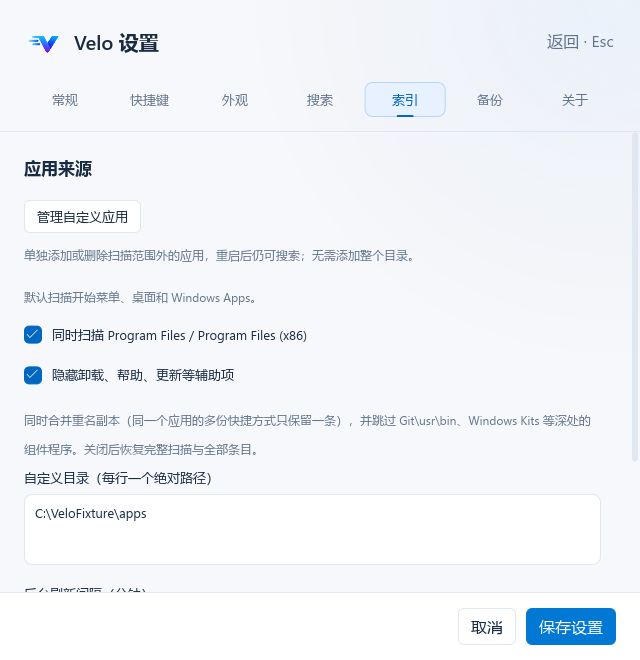 Velo 设置
返回 · Esc
常规 快捷键 外观 搜索 索引 备份 关于
应用来源
管理自定义应用
单独添加或删除扫描范围外的应用，重启后仍可搜索；无需添加整个目录。
默认扫描开始菜单、桌面和 Windows Apps。
同时扫描 Program Files / Program Files (x86)
隐藏卸载、帮助、更新等辅助项
同时合并重名副本（同一个应用的多份快捷方式只保留一条），并跳过 Git\usr\bin、Windows Kits 等深处的
组件程序。关闭后恢复完整扫描与全部条目。
自定义目录（每行一个绝对路径）
C:\VeloFixture\apps
后台刷新间隔（分钟）
取消 保存设置